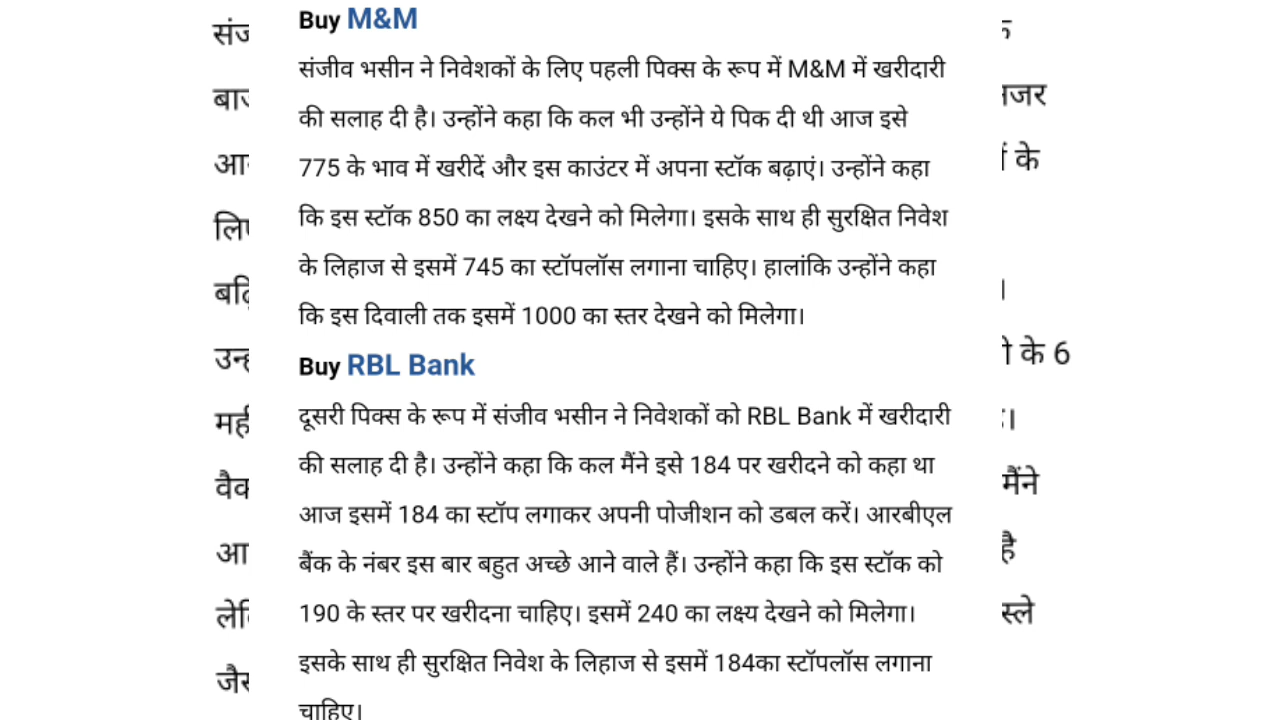 Buy M&M
संजीव भसीन ने निवेशकों के लिए पहली पिक्स के रूप में M&M में खरीदारी
की सलाह दी है। उन्होंने कहा कि कल भी उन्होंने ये पिक दी थी आज इसे
775 के भाव में खरीदें और इस काउंटर में अपना स्टॉक बढ़ाएं। उन्होंने कहा
कि इस स्टॉक 850 का लक्ष्य देखने को मिलेगा। इसके साथ ही सुरक्षित निवेश
के लिहाज से इसमें 745 का स्टॉपलॉस लगाना चाहिए। हालांकि उन्होंने कहा
कि इस दिवाली तक इसमें 1000 का स्तर देखने को मिलेगा।
Buy RBL Bank
दूसरी पिक्स के रूप में संजीव भसीन ने निवेशकों को RBL Bank में खरीदारी
की सलाह दी है। उन्होंने कहा कि कल मैंने इसे 184 पर खरीदने को कहा था
आज इसमें 184 का स्टॉप लगाकर अपनी पोजीशन को डबल करें। आरबीएल
बैंक के नंबर इस बार बहुत अच्छे आने वाले हैं। उन्होंने कहा कि इस स्टॉक को
190 के स्तर पर खरीदना चाहिए। इसमें 240 का लक्ष्य देखने को मिलेगा।
इसके साथ ही सुरक्षित निवेश के लिहाज से इसमें 184का स्टॉपलॉस लगाना
चाहिए।
के
के 6
मैंने
है